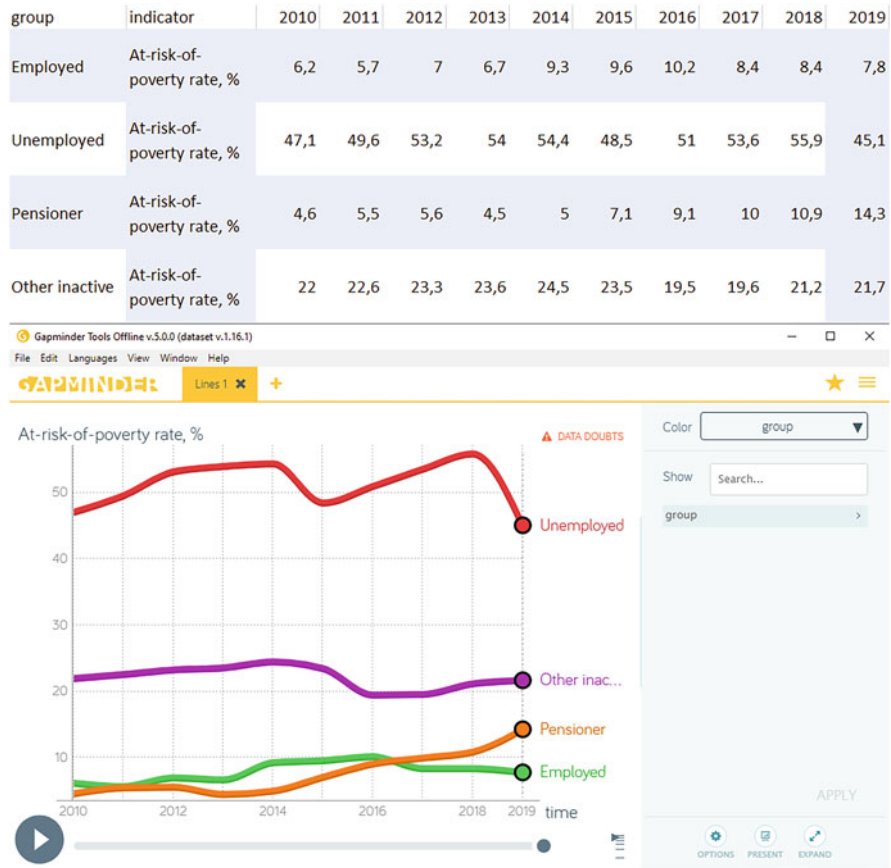 group indicator 2010 2011 2012 2013 2014 2015 2016 2017 2018 2019
Employed At-risk-of-poverty rate, % 6,2 5,7 7 6,7 9,3 9,6 10,2 8,4 8,4 7,8
Unemployed At-risk-of-poverty rate, % 47,1 49,6 53,2 54 54,4 48,5 51 53,6 55,9 45,1
Pensioner At-risk-of-poverty rate, % 4,6 5,5 5,6 4,5 5 7,1 9,1 10 10,9 14,3
Other inactive At-risk-of-poverty rate, % 22 22,6 23,3 23,6 24,5 23,5 19,5 19,6 21,2 21,7
Gapminder Tools Offline v.5.0.0 (dataset v.1.16.1)
File Edit Languages View Window Help
GAPMINDER Lines 1
At-risk-of-poverty rate, % DATA DOUBTS
50
40
30
20
10
Unemployed
Other inac...
Pensioner
Employed
2010 2012 2014 2016 2018 2019 time
Color group
Show Search...
group
APPLY
OPTIONS PRESENT EXPAND